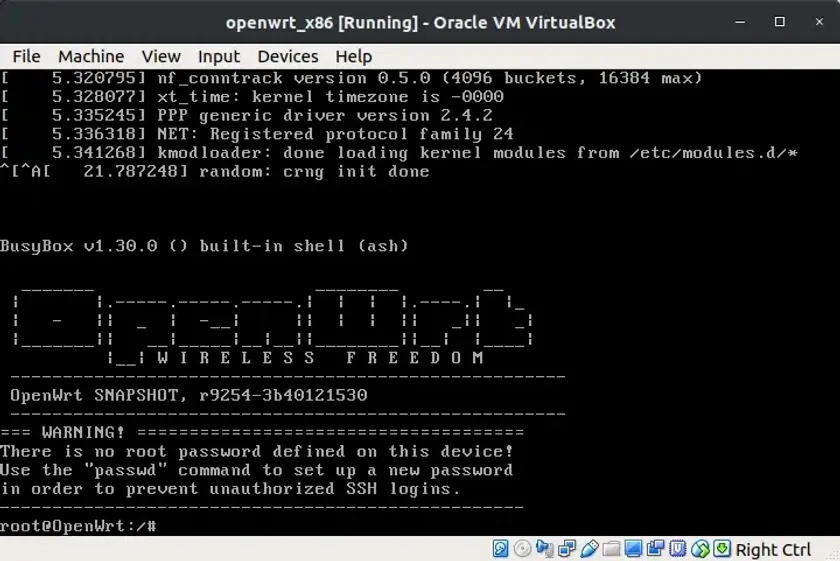 openwrt_x86 [Running] - Oracle VM VirtualBox
File Machine View Input Devices Help
[    5.320795] nf_conntrack version 0.5.0 (4096 buckets, 16384 max)
[    5.328077] xt_time: kernel timezone is -0000
[    5.335245] PPP generic driver version 2.4.2
[    5.336318] NET: Registered protocol family 24
[    5.341268] kmodloader: done loading kernel modules from /etc/modules.d/*
^[^A[   21.787248] random: crng init done
BusyBox v1.30.0 () built-in shell (ash)
OpenWrt
W I R E L E S S   F R E E D O M
-----------------------------------------------------
OpenWrt SNAPSHOT, r9254-3b40121530
-----------------------------------------------------
=== WARNING! =====================================
There is no root password defined on this device!
Use the "passwd" command to set up a new password
in order to prevent unauthorized SSH logins.
--------------------------------------------------
root@OpenWrt:/#
Right Ctrl